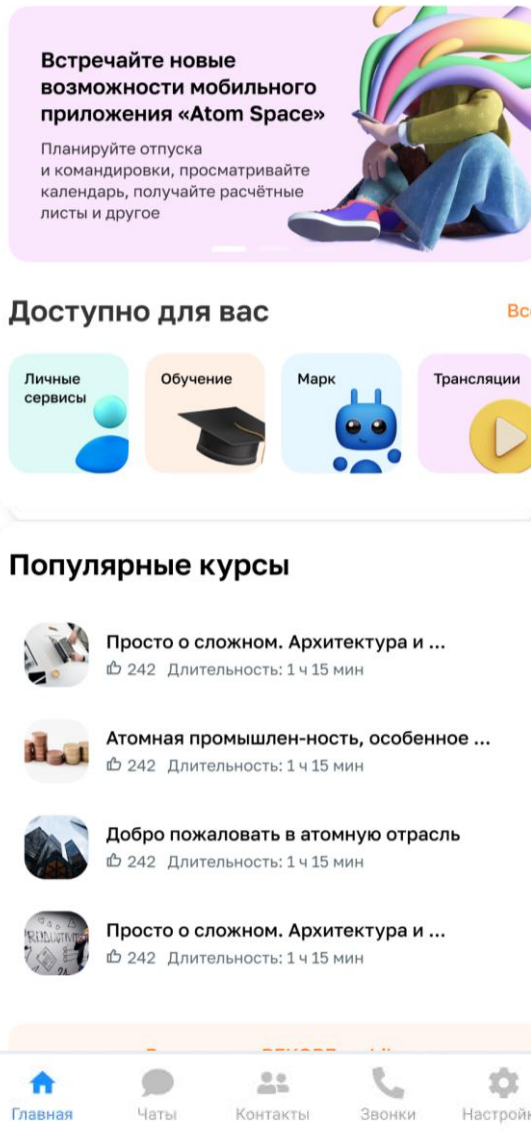 Встречайте новые
возможности мобильного
приложения «Atom Space»
Планируйте отпуска
и командировки, просматривайте
календарь, получайте расчётные
листы и другое
Доступно для вас
Личные
сервисы
Обучение
Марк
Трансляции
Популярные курсы
Просто о сложном. Архитектура и ...
242 Длительность: 1 ч 15 мин
Атомная промышлен-ность, особенное ...
242 Длительность: 1 ч 15 мин
Добро пожаловать в атомную отрасль
242 Длительность: 1 ч 15 мин
Просто о сложном. Архитектура и ...
242 Длительность: 1 ч 15 мин
Главная
Чаты
Контакты
Звонки